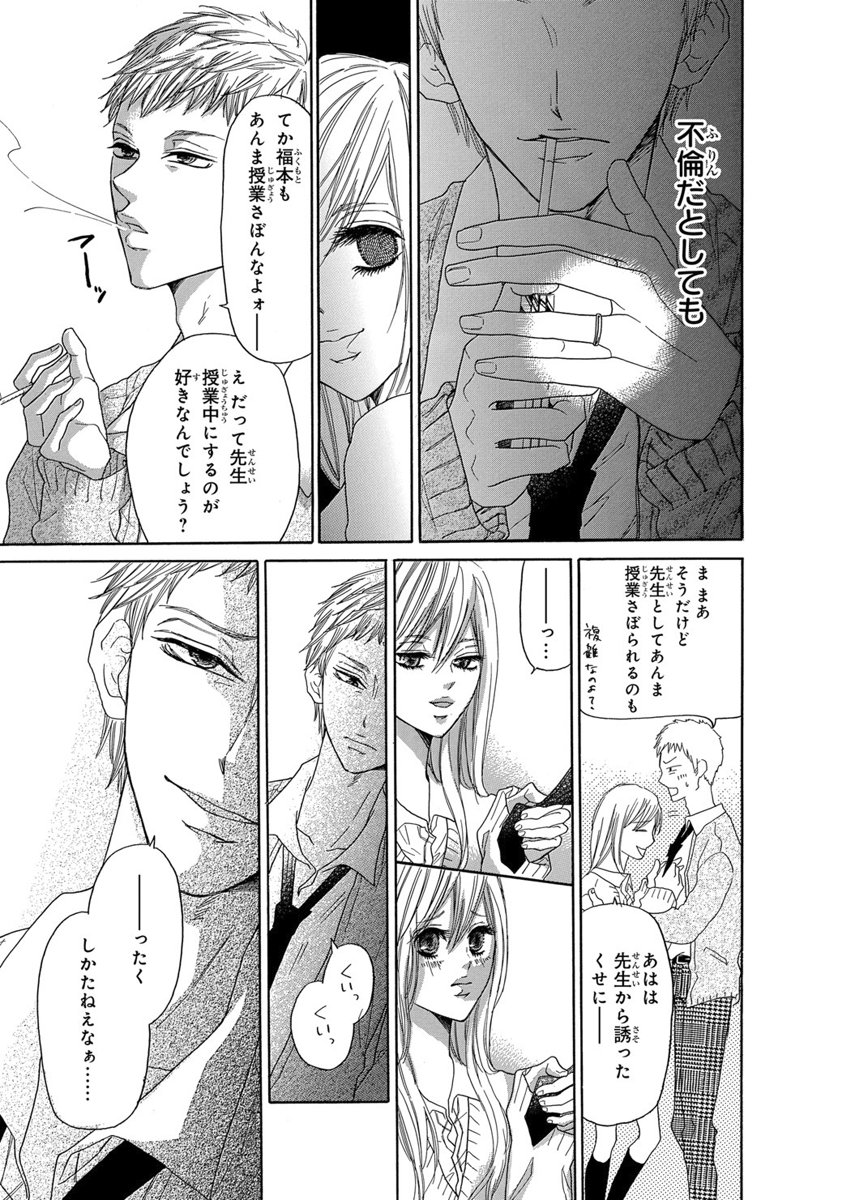 不倫だとしても
てか福本も
あんま授業さぼんなよォ
──
フーッ
え だって先生
授業中にするのが
好きなんでしょう?
ま まあ
そうだけど
先生としてあんま
授業さぼられるのも
複雑なのよ?
あはは
先生から誘った
くせに──
──っ…
くいっ
くいっ
──ったく
しかたねえなぁ……